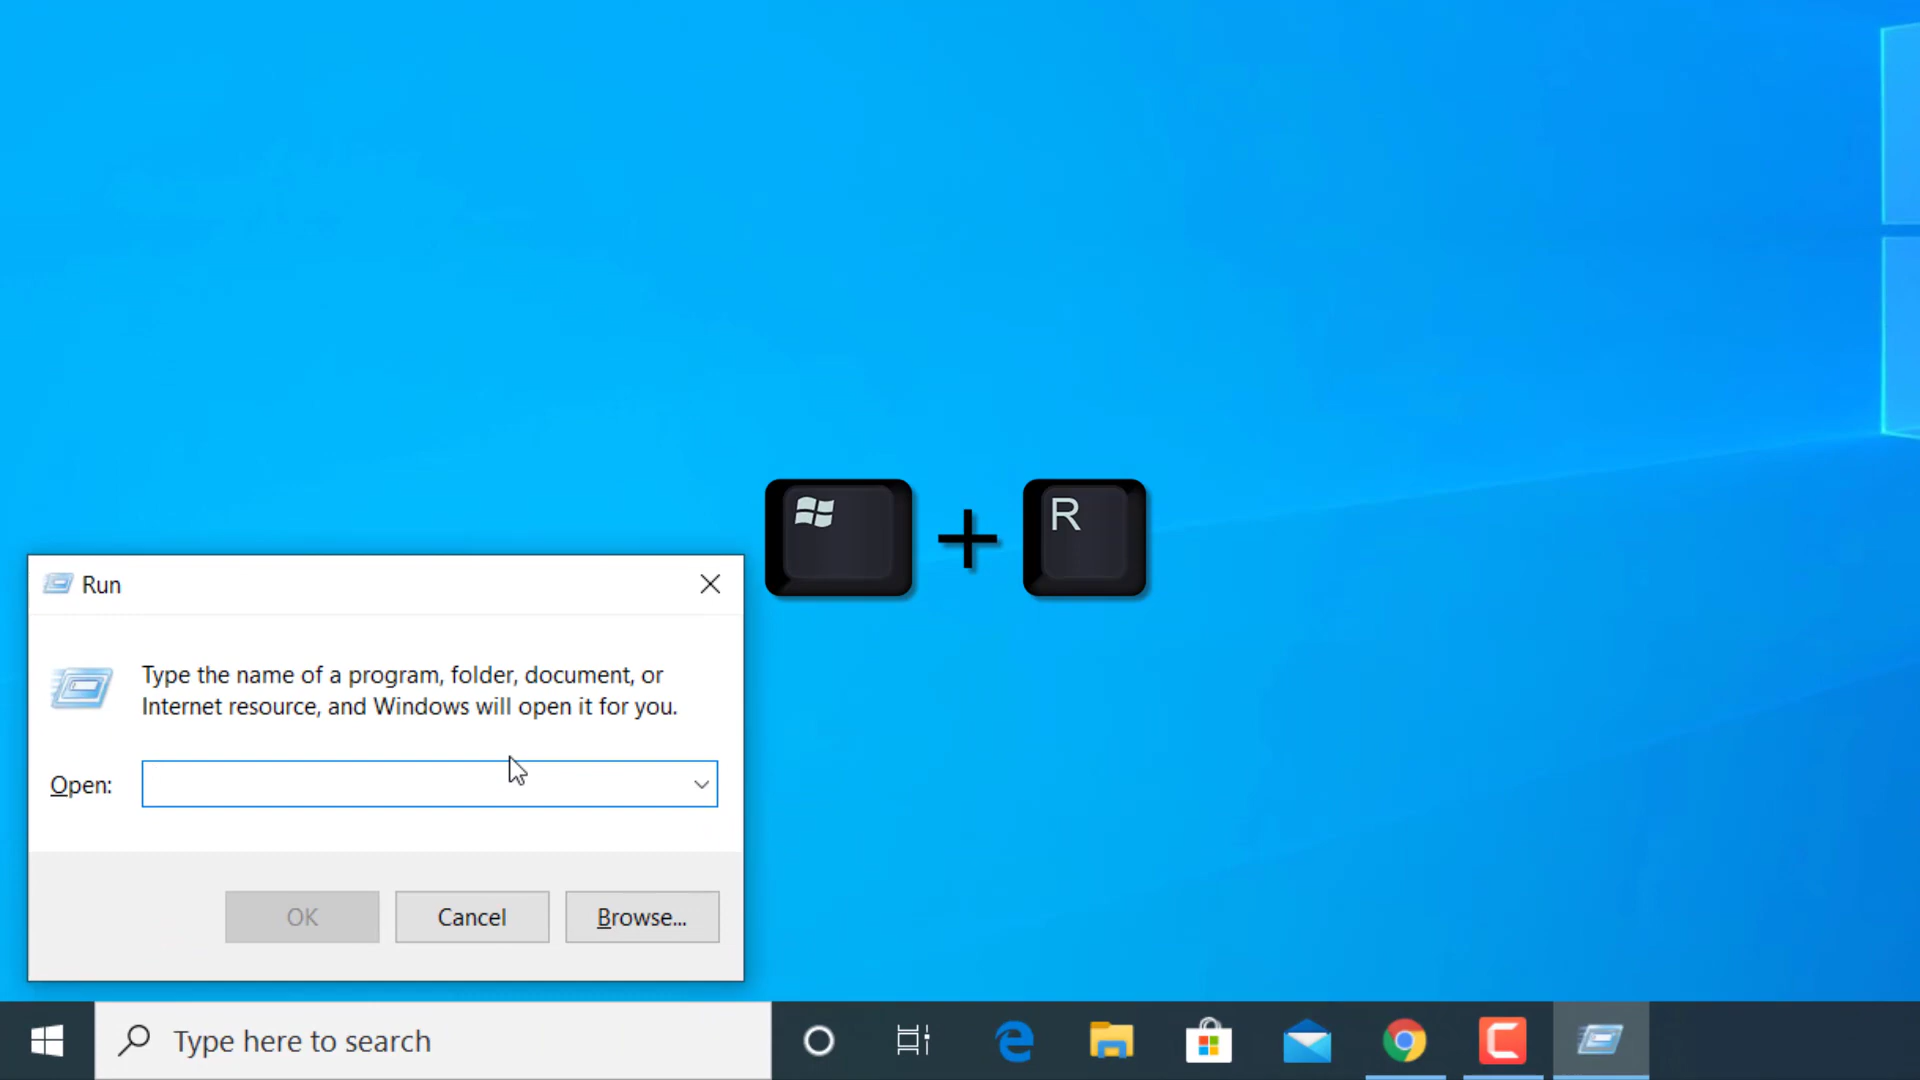 +
R
Run
Type the name of a program, folder, document, or
Internet resource, and Windows will open it for you.
Open:
OK Cancel Browse...
Type here to search